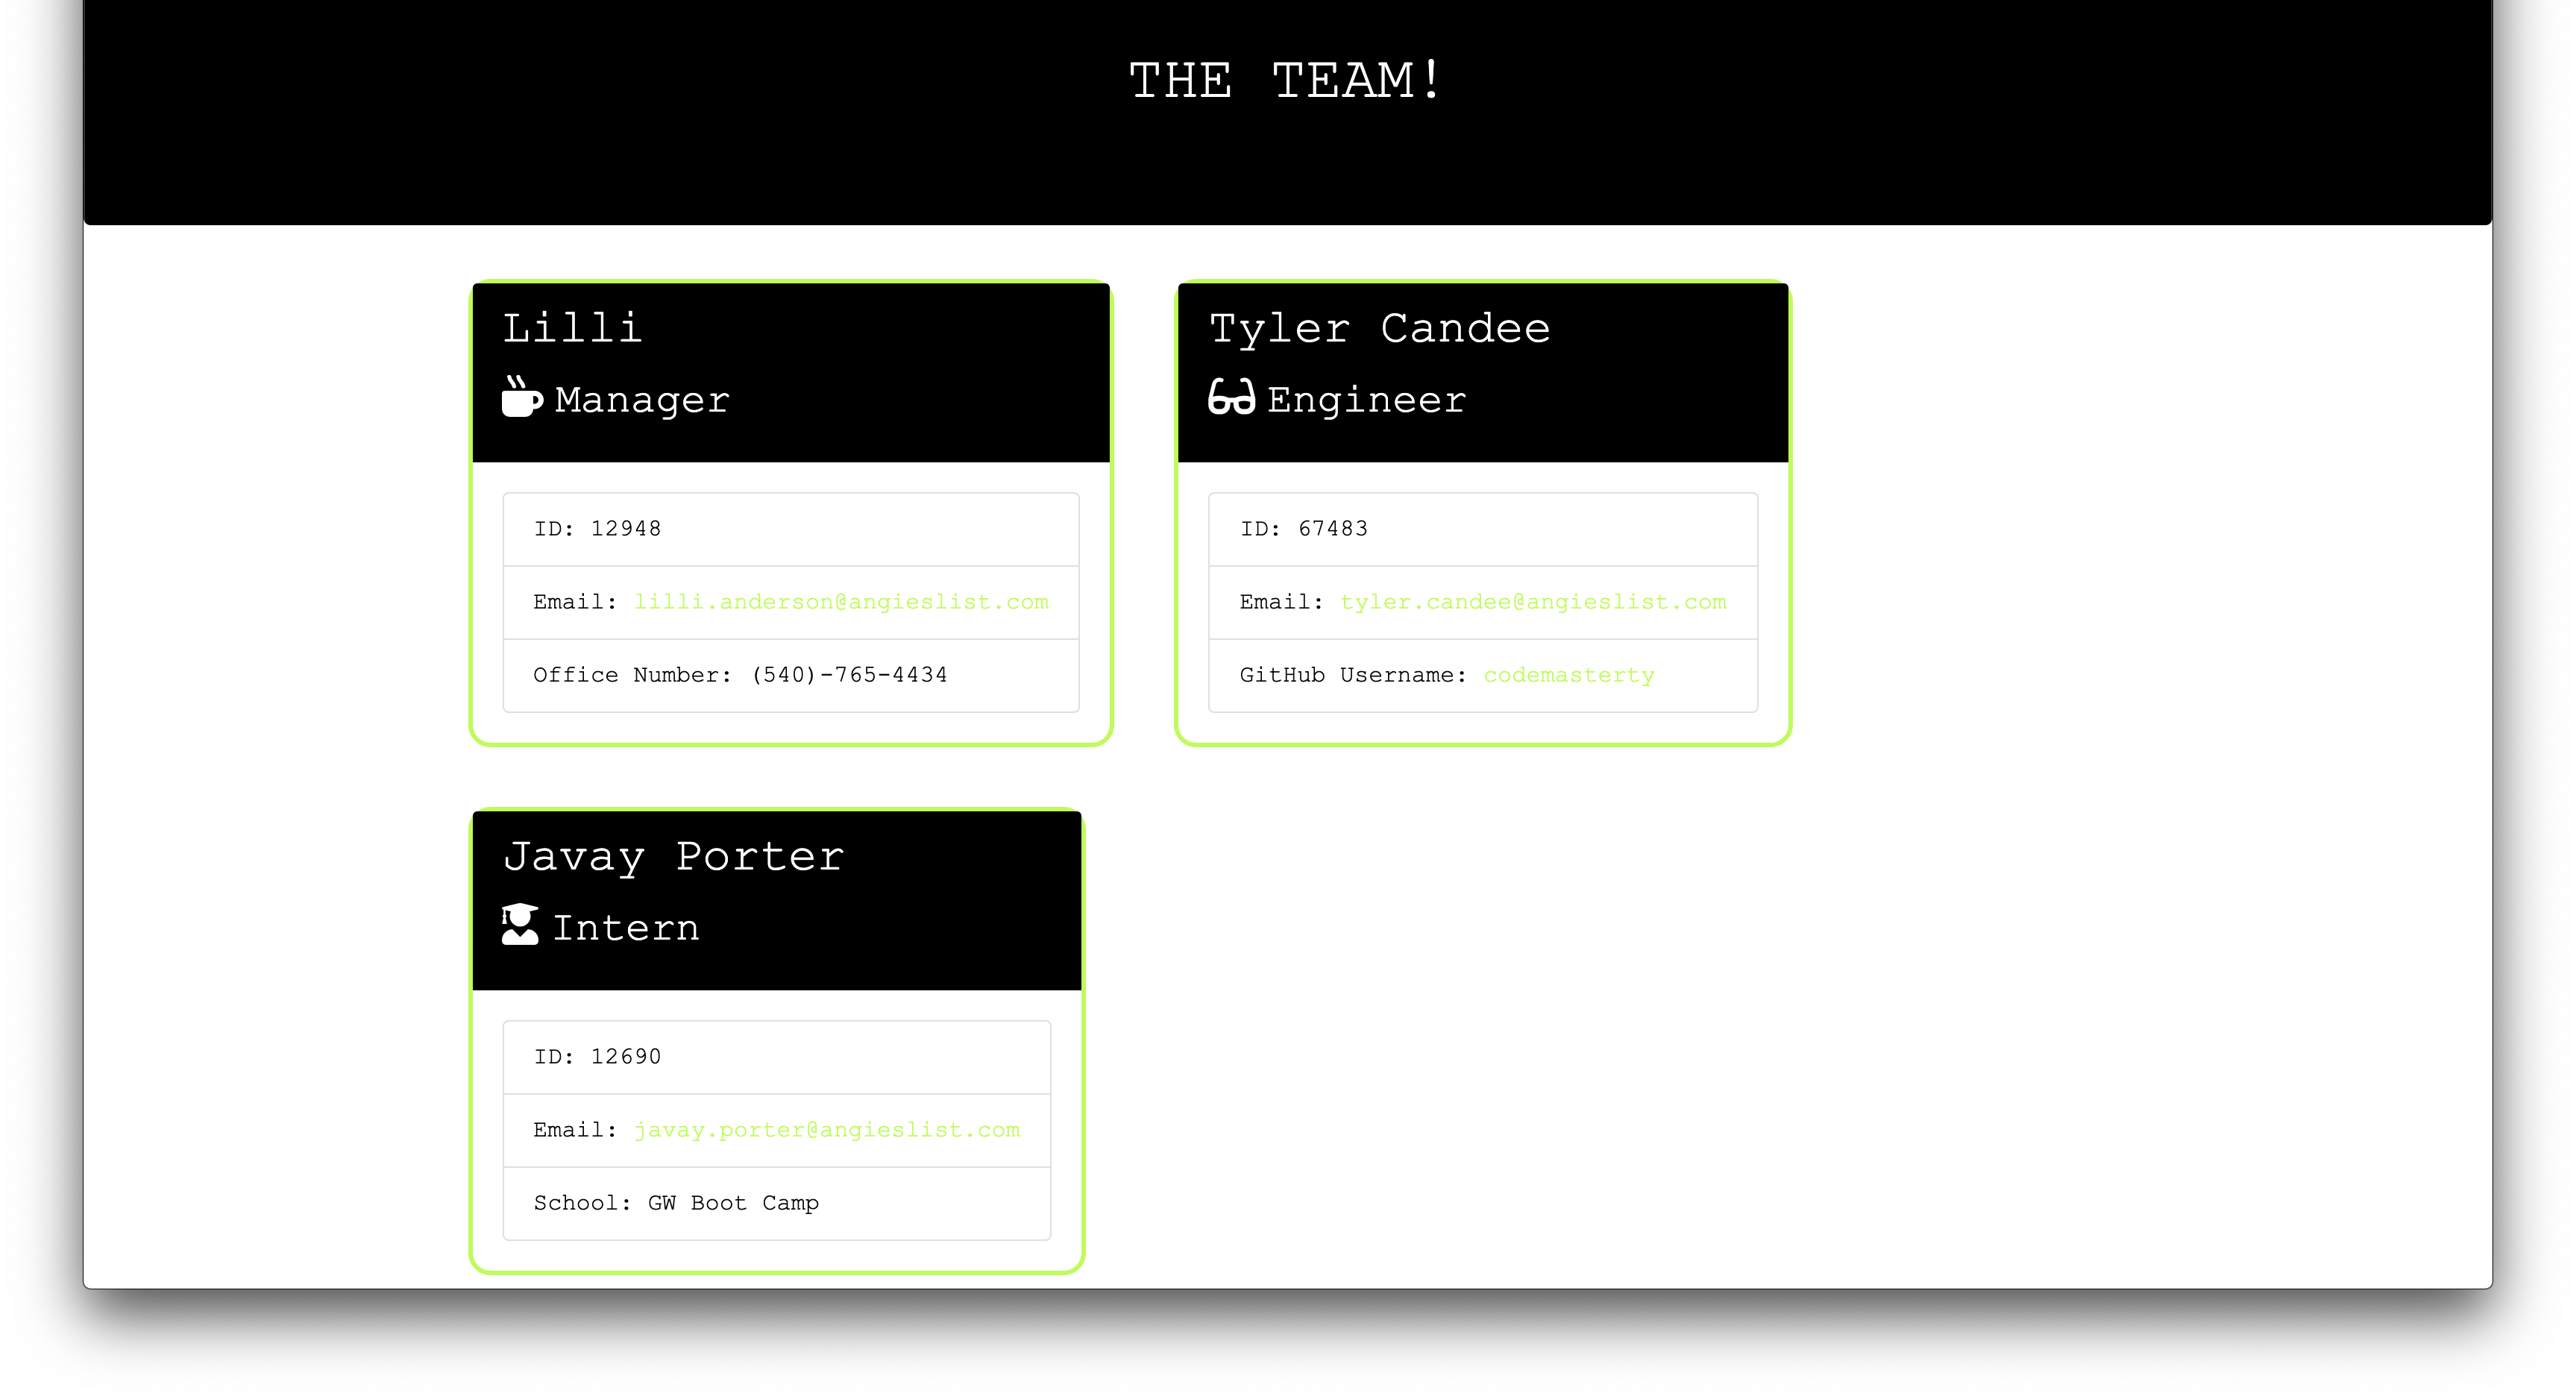 THE TEAM!
Lilli
Manager
ID: 12948
Email: lilli.anderson@angieslist.com
Office Number: (540)-765-4434
Tyler Candee
Engineer
ID: 67483
Email: tyler.candee@angieslist.com
GitHub Username: codemasterty
Javay Porter
Intern
ID: 12690
Email: javay.porter@angieslist.com
School: GW Boot Camp